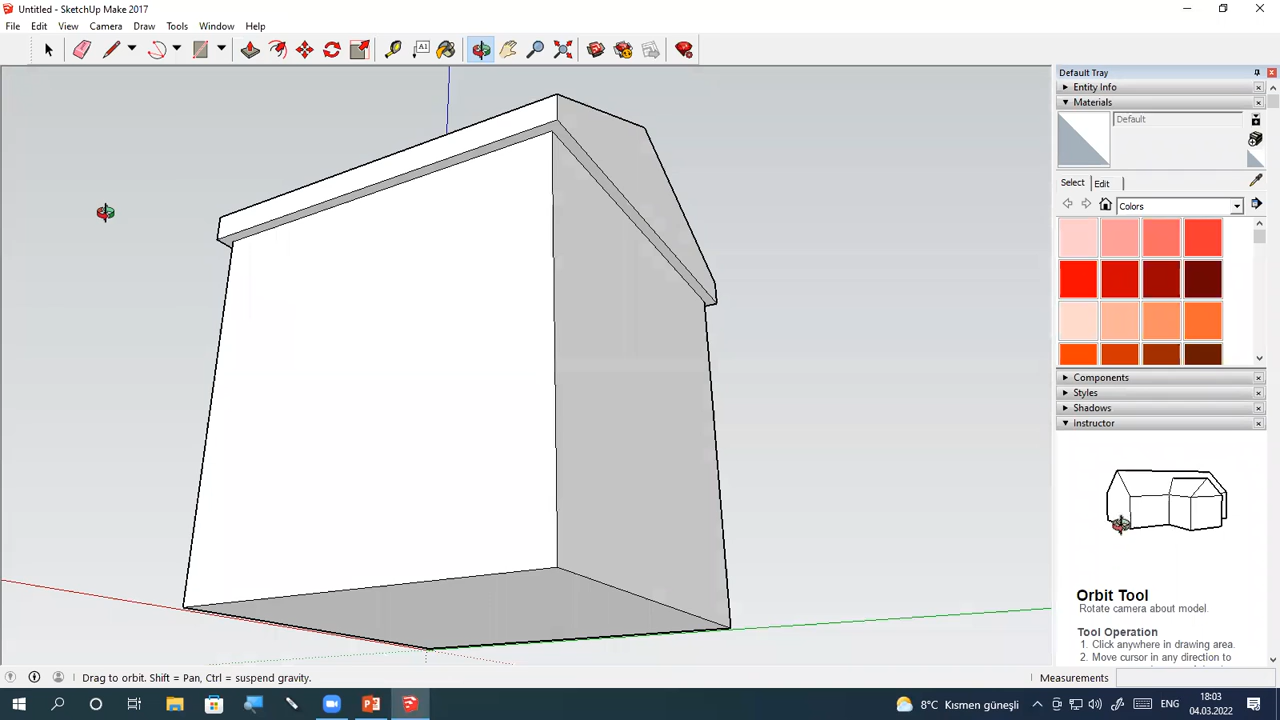 Untitled - SketchUp Make 2017
File Edit View Camera Draw Tools Window Help
A1
Default Tray
Entity Info
Materials
Default
Select Edit
Colors
Components
Styles
Shadows
Instructor
Orbit Tool
Rotate camera about model.
Tool Operation
1. Click anywhere in drawing area.
2. Move cursor in any direction to
Drag to orbit. Shift = Pan, Ctrl = suspend gravity.
Measurements
8°C Kısmen güneşli
ENG
18:03
04.03.2022